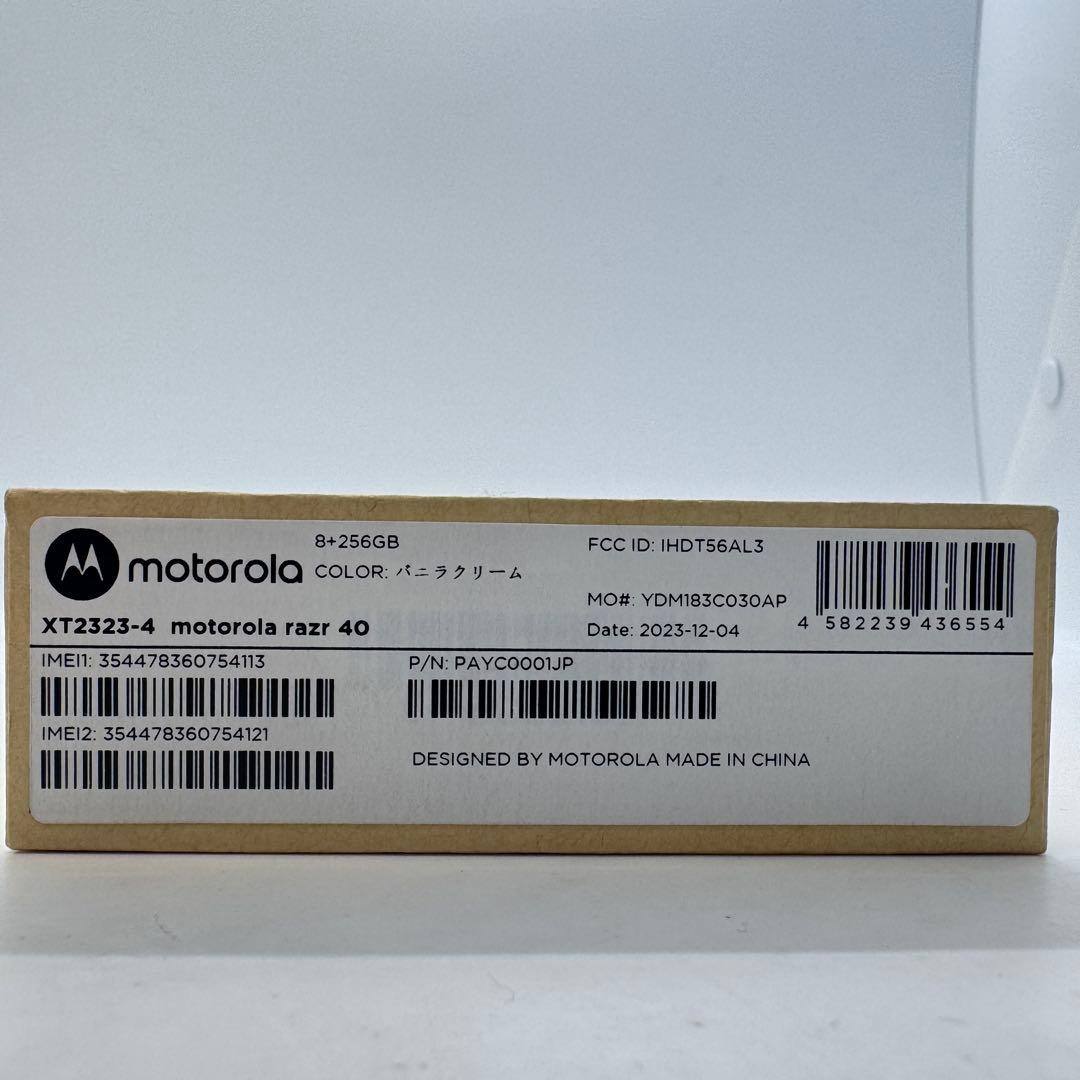 motorola
8+256GB
COLOR: バニラクリーム
XT2323-4 motorola razr 40
FCC ID: IHDT56AL3
MO#: YDM183C030AP
Date: 2023-12-04
4 582239 436554
IMEI1: 354478360754113
IMEI2: 354478360754121
P/N: PAYC0001JP
DESIGNED BY MOTOROLA MADE IN CHINA